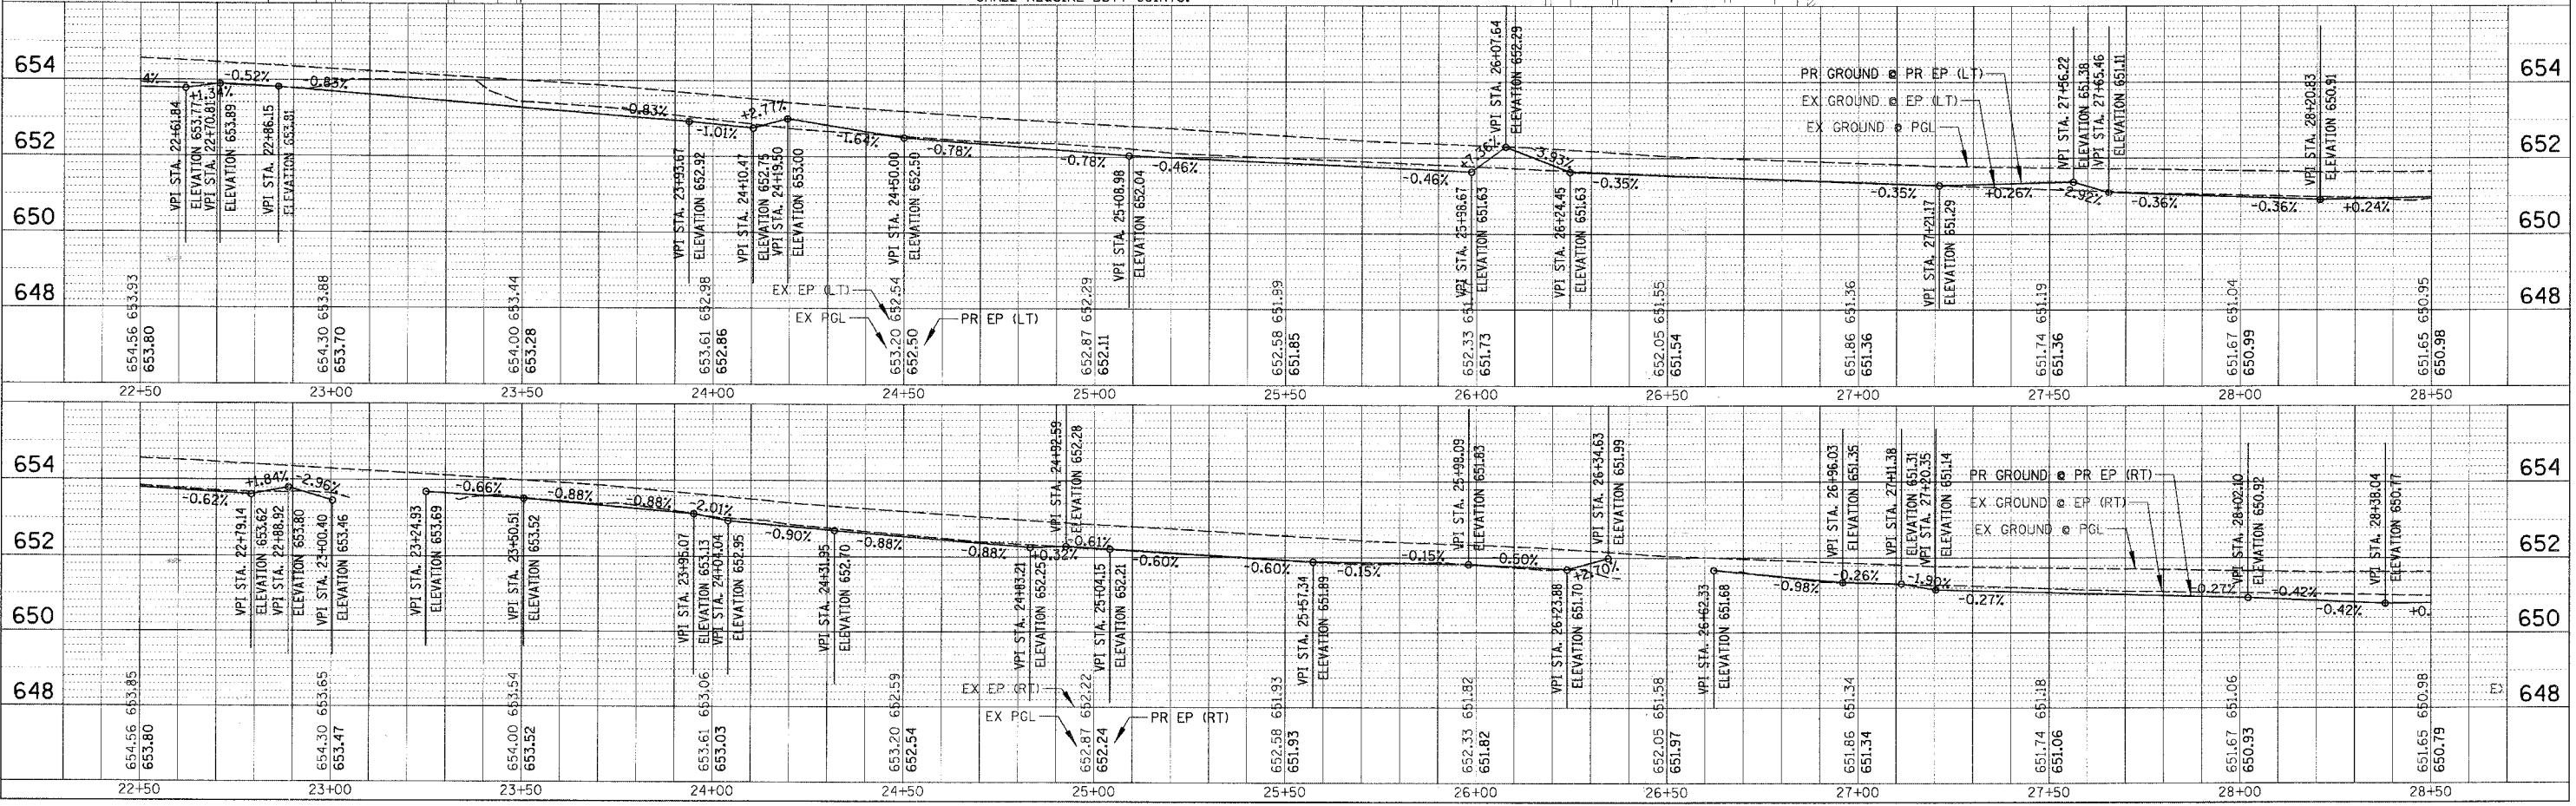 654
652
650
648
4%
+1.34%
-0.52%
-0.83%
-0.83%
-1.01%
+2.77%
-1.64%
-0.78%
-0.78%
-0.46%
-0.46%
+7.36%
-3.93%
-0.35%
-0.35%
+0.26%
-2.92%
-0.36%
-0.36%
+0.24%
VPI STA. 22+61.84
ELEVATION 653.77
VPI STA. 22+70.81
ELEVATION 653.89
VPI STA. 22+86.15
ELEVATION 653.81
VPI STA. 23+93.67
ELEVATION 652.92
VPI STA. 24+10.47
ELEVATION 652.75
VPI STA. 24+19.50
ELEVATION 653.00
VPI STA. 24+50.00
ELEVATION 652.50
VPI STA. 25+08.98
ELEVATION 652.04
VPI STA. 25+98.67
ELEVATION 651.63
VPI STA. 26+07.64
ELEVATION 652.29
VPI STA. 26+24.45
ELEVATION 651.63
VPI STA. 27+21.17
ELEVATION 651.29
VPI STA. 27+56.22
ELEVATION 651.38
VPI STA. 27+65.46
ELEVATION 651.11
VPI STA. 28+20.83
ELEVATION 650.91
PR GROUND @ PR EP (LT)
EX GROUND @ EP (LT)
EX GROUND @ PGL
EX EP (LT)
EX PGL
PR EP (LT)
654
652
650
648
654.56 653.93
653.80
654.30 653.88
653.70
654.00 653.44
653.28
653.61 652.98
652.86
653.20 652.54
652.50
652.87 652.29
652.11
652.58 651.99
651.85
652.33
651.73
652.05 651.55
651.54
651.86 651.36
651.36
651.74 651.19
651.36
651.67 651.04
650.99
651.65 650.95
650.98
22+50 23+00 23+50 24+00 24+50 25+00 25+50 26+00 26+50 27+00 27+50 28+00 28+50
654
652
650
648
-0.62%
+1.84%
-2.96%
-0.66%
-0.88%
-0.88%
-2.01%
-0.90%
-0.88%
-0.88%
+0.32%
-0.61%
-0.60%
-0.60%
-0.15%
-0.15%
0.50%
+2.70%
-0.98%
-0.26%
-1.90%
-0.27%
-0.27%
-0.42%
-0.42%
+0.
VPI STA. 22+79.14
ELEVATION 653.62
VPI STA. 22+88.92
ELEVATION 653.80
VPI STA. 23+00.40
ELEVATION 653.46
VPI STA. 23+24.93
ELEVATION 653.69
VPI STA. 23+50.51
ELEVATION 653.52
VPI STA. 23+95.07
ELEVATION 653.13
VPI STA. 24+04.04
ELEVATION 652.95
VPI STA. 24+31.95
ELEVATION 652.70
VPI STA. 24+83.21
ELEVATION 652.25
VPI STA. 24+92.59
ELEVATION 652.28
VPI STA. 25+04.15
ELEVATION 652.21
VPI STA. 25+57.34
ELEVATION 651.89
VPI STA. 25+98.09
ELEVATION 651.83
VPI STA. 26+23.88
ELEVATION 651.70
VPI STA. 26+34.63
ELEVATION 651.99
VPI STA. 26+62.33
ELEVATION 651.68
VPI STA. 26+96.03
ELEVATION 651.35
VPI STA. 27+11.38
ELEVATION 651.31
VPI STA. 27+20.35
ELEVATION 651.14
VPI STA. 28+02.10
ELEVATION 650.92
VPI STA. 28+38.04
ELEVATION 650.77
PR GROUND @ PR EP (RT)
EX GROUND @ EP (RT)
EX GROUND @ PGL
EX EP (RT)
EX PGL
PR EP (RT)
654
652
650
648
654.56 653.85
653.80
654.30 653.65
653.47
654.00 653.54
653.52
653.61 653.06
653.03
653.20 652.59
652.54
652.87 652.22
652.24
652.58 651.93
651.93
652.33 651.82
651.82
652.05 651.58
651.97
651.86 651.34
651.34
651.74 651.18
651.06
651.67 651.06
650.93
651.65 650.98
650.79
22+50 23+00 23+50 24+00 24+50 25+00 25+50 26+00 26+50 27+00 27+50 28+00 28+50